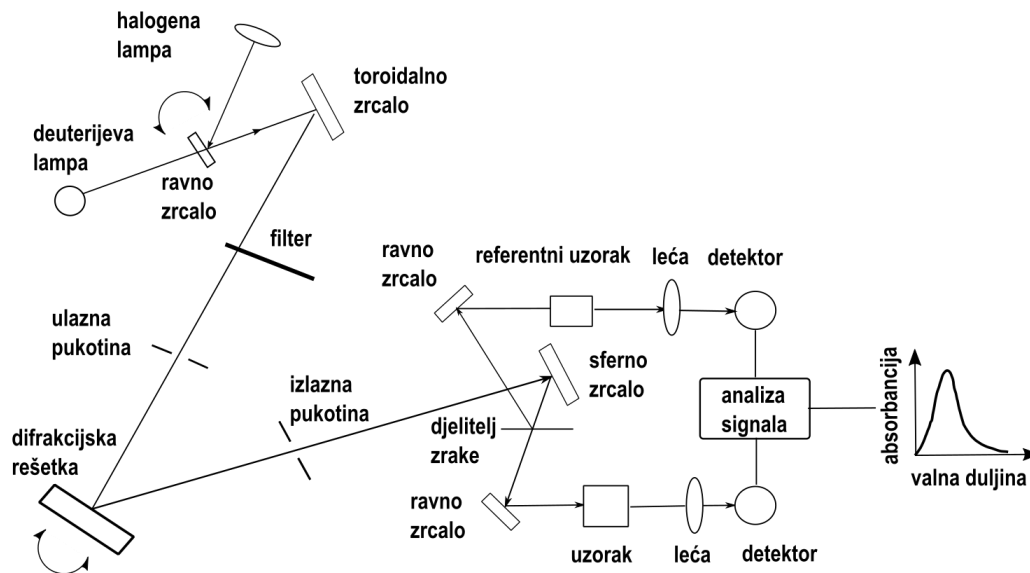 halogena
lampa
toroidalno
zrcalo
deuterijeva
lampa
ravno
zrcalo
filter
ravno
zrcalo
referentni uzorak
leća
detektor
ulazna
pukotina
izlazna
pukotina
sferno
zrcalo
analiza
signala
absorbancija
valna duljina
difrakcijska
rešetka
djelitelj
zrake
ravno
zrcalo
uzorak
leća
detektor